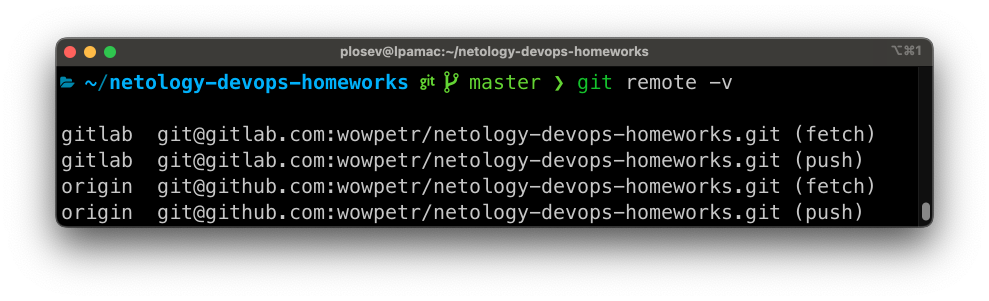 plosev@lpamac:~/netology-devops-homeworks
⌥⌘1
~/netology-devops-homeworks git master ❯ git remote -v
gitlab  git@gitlab.com:wowpetr/netology-devops-homeworks.git (fetch)
gitlab  git@gitlab.com:wowpetr/netology-devops-homeworks.git (push)
origin  git@github.com:wowpetr/netology-devops-homeworks.git (fetch)
origin  git@github.com:wowpetr/netology-devops-homeworks.git (push)